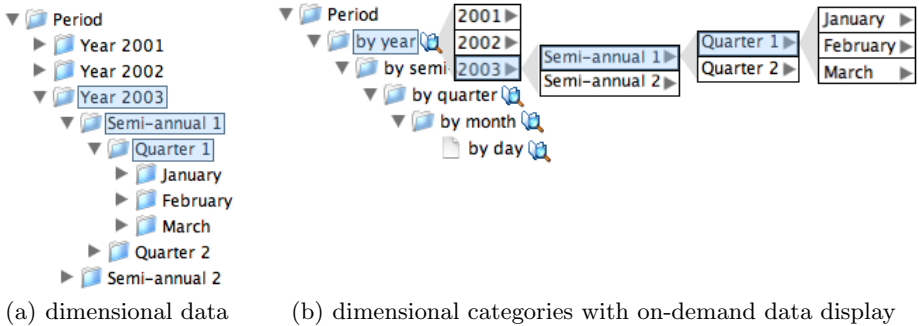 Period
Year 2001
Year 2002
Year 2003
Semi-annual 1
Quarter 1
January
February
March
Quarter 2
Semi-annual 2
(a) dimensional data
Period
by year
by semi
by quarter
by month
by day
2001
2002
2003
Semi-annual 1
Semi-annual 2
Quarter 1
Quarter 2
January
February
March
(b) dimensional categories with on-demand data display